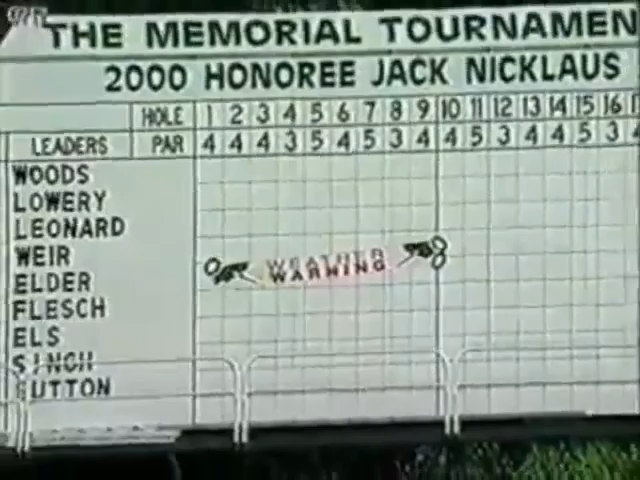 THE MEMORIAL TOURNAMEN
2000 HONOREE JACK NICKLAUS
HOLE 1 2 3 4 5 6 7 8 9 10 11 12 13 14 15 16
LEADERS PAR 4 4 4 3 5 4 5 3 4 4 5 3 4 4 5 3
WOODS
LOWERY
LEONARD
WEIR
ELDER
FLESCH
ELS
SINGH
SUTTON
WEATHER
WARNING